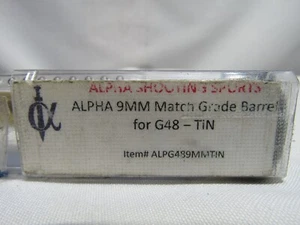 ALPHA SHOOTING SPORTS
ALPHA 9MM Match Grade Barrel
for G48 – TiN
Item# ALPG489MMTIN